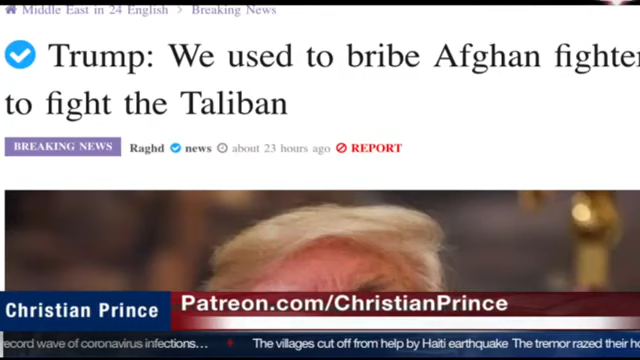 Middle East in 24 English > Breaking News
Trump: We used to bribe Afghan fighter
to fight the Taliban
BREAKING NEWS Raghd news about 23 hours ago REPORT
Christian Prince
Patreon.com/ChristianPrince
record wave of coronavirus infections... The villages cut off from help by Haiti earthquake The tremor razed their h